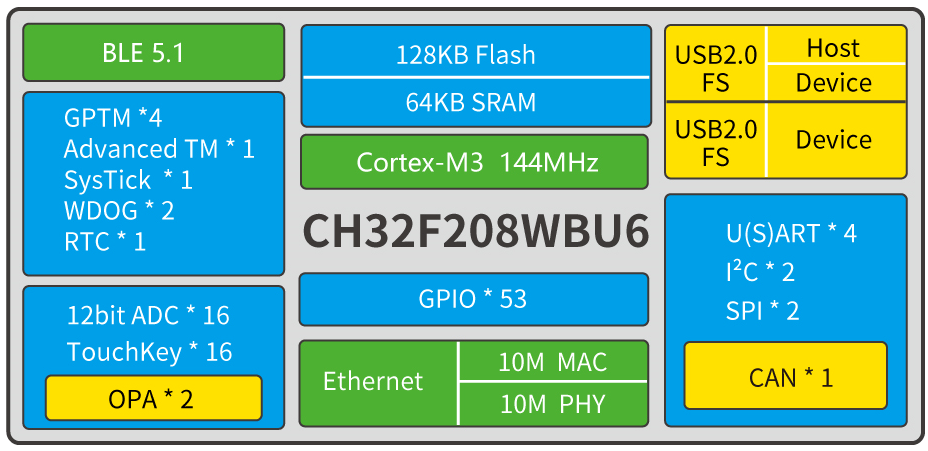 BLE 5.1
GPTM *4
Advanced TM * 1
SysTick * 1
WDOG * 2
RTC * 1
12bit ADC * 16
TouchKey * 16
OPA * 2
128KB Flash
64KB SRAM
Cortex-M3 144MHz
CH32F208WBU6
GPIO * 53
Ethernet
10M MAC
10M PHY
USB2.0
FS
Host
Device
USB2.0
FS
Device
U(S)ART * 4
I²C * 2
SPI * 2
CAN * 1